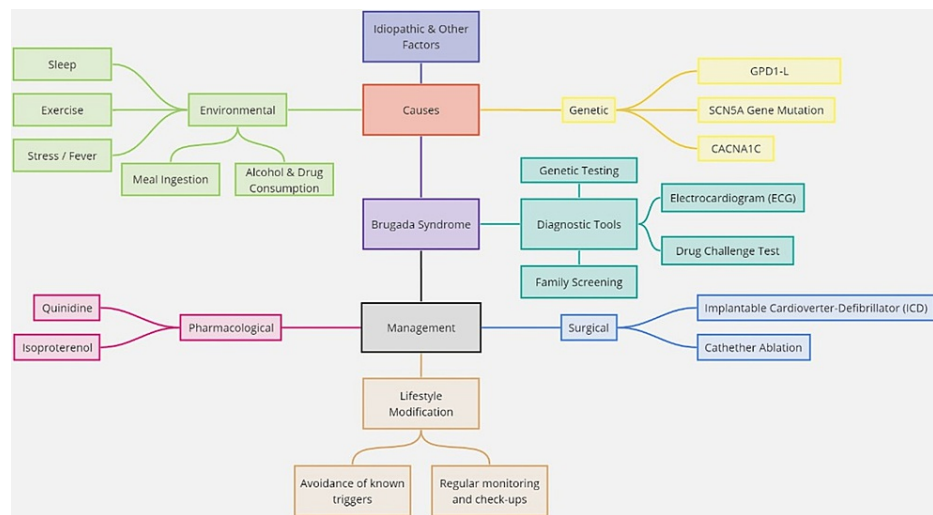 Idiopathic & Other
Factors
Sleep
Exercise
Stress / Fever
Environmental
Meal Ingestion
Alcohol & Drug
Consumption
Causes
Genetic
GPD1-L
SCN5A Gene Mutation
CACNA1C
Brugada Syndrome
Genetic Testing
Diagnostic Tools
Family Screening
Electrocardiogram (ECG)
Drug Challenge Test
Quinidine
Isoproterenol
Pharmacological
Management
Surgical
Implantable Cardioverter-Defibrillator (ICD)
Cathether Ablation
Lifestyle
Modification
Avoidance of known
triggers
Regular monitoring
and check-ups